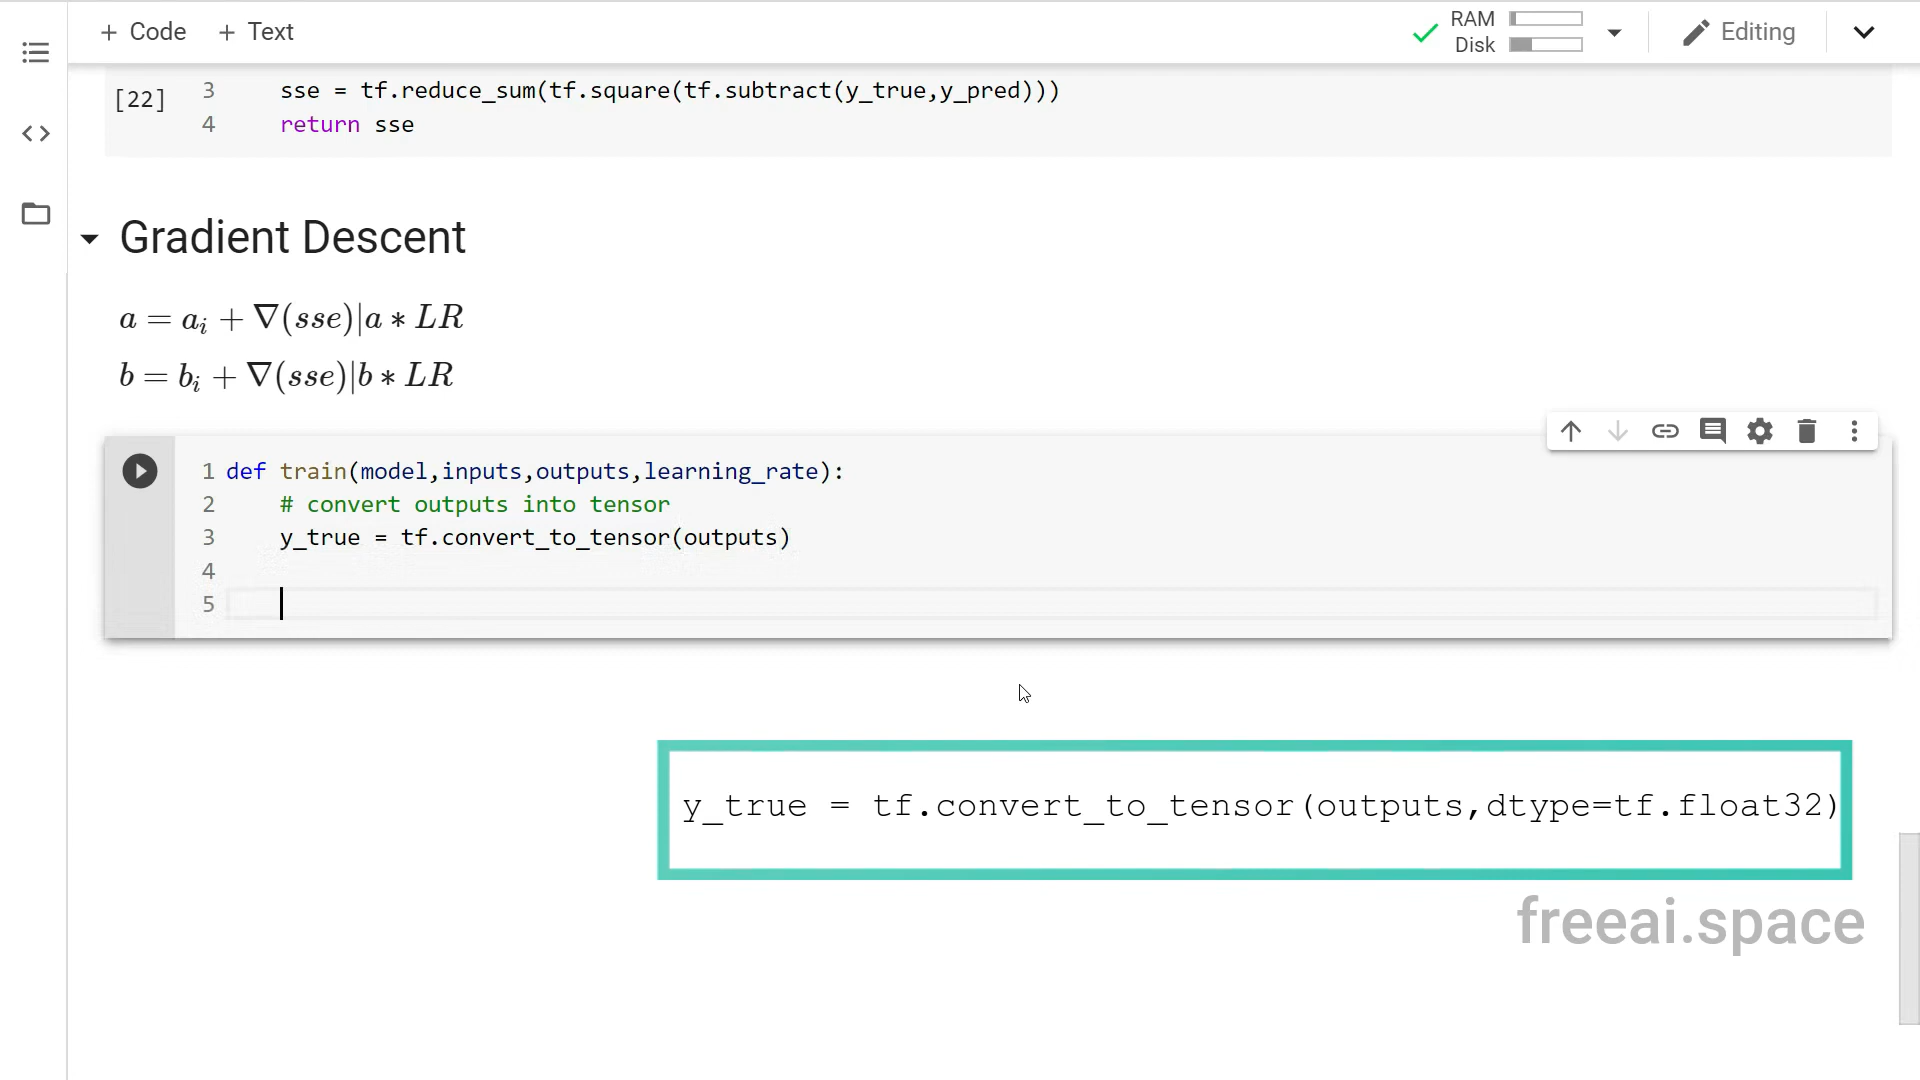 + Code + Text
RAM
Disk
Editing
[22]
3 sse = tf.reduce_sum(tf.square(tf.subtract(y_true,y_pred)))
4 return sse
Gradient Descent
a = aᵢ + ∇(sse)|a * LR
b = bᵢ + ∇(sse)|b * LR
1 def train(model,inputs,outputs,learning_rate):
2 # convert outputs into tensor
3 y_true = tf.convert_to_tensor(outputs)
4
5
y_true = tf.convert_to_tensor(outputs,dtype=tf.float32)
freeai.space